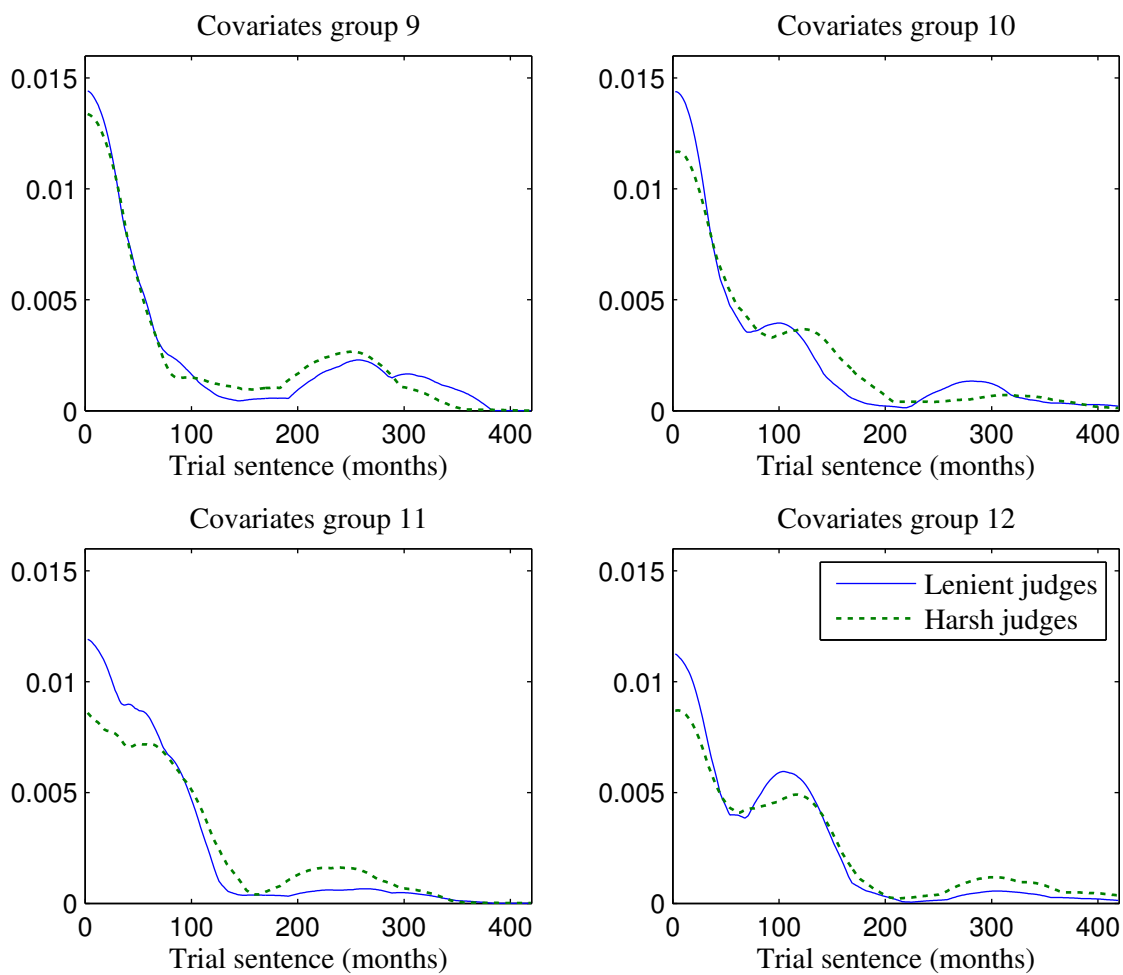 Covariates group 9
0.015
0.01
0.005
0
0 100 200 300 400
Trial sentence (months)
Covariates group 10
0.015
0.01
0.005
0
0 100 200 300 400
Trial sentence (months)
Covariates group 11
0.015
0.01
0.005
0
0 100 200 300 400
Trial sentence (months)
Covariates group 12
Lenient judges
Harsh judges
0.015
0.01
0.005
0
0 100 200 300 400
Trial sentence (months)